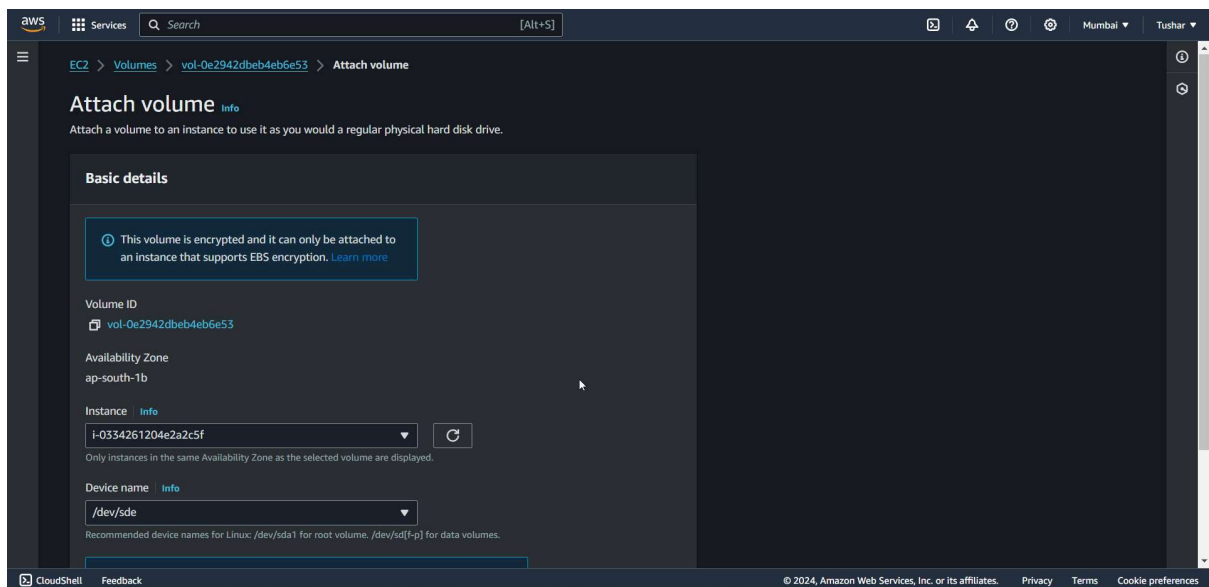 aws Services Search [Alt+S] Mumbai Tushar
EC2 > Volumes > vol-0e2942dbeb4eb6e53 > Attach volume
Attach volume Info
Attach a volume to an instance to use it as you would a regular physical hard disk drive.
Basic details
This volume is encrypted and it can only be attached to
an instance that supports EBS encryption. Learn more
Volume ID
vol-0e2942dbeb4eb6e53
Availability Zone
ap-south-1b
Instance Info
i-0334261204e2a2c5f
Only instances in the same Availability Zone as the selected volume are displayed.
Device name Info
/dev/sde
Recommended device names for Linux: /dev/sda1 for root volume. /dev/sd[f-p] for data volumes.
CloudShell Feedback © 2024, Amazon Web Services, Inc. or its affiliates. Privacy Terms Cookie preferences